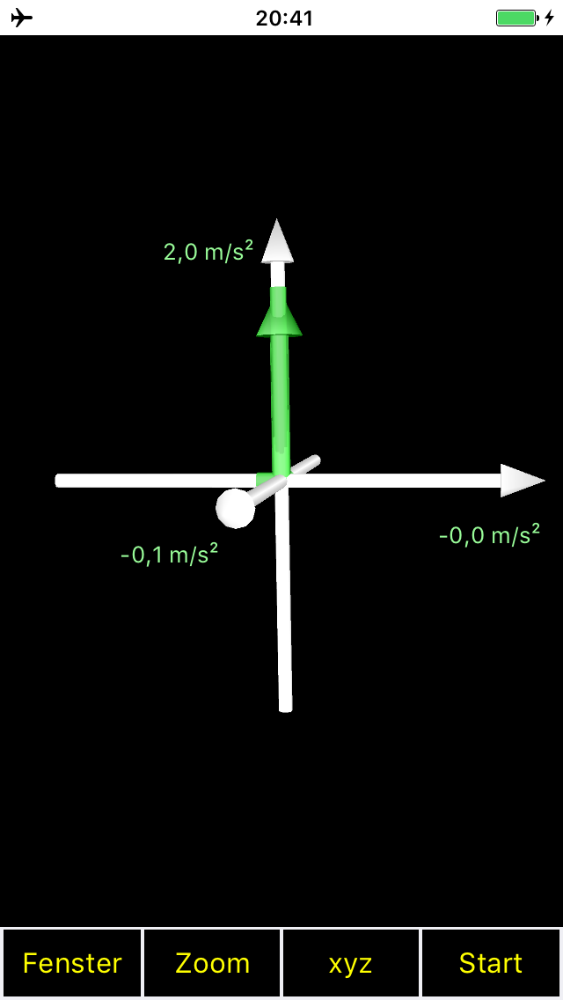 20:41
2,0 m/s²
-0,0 m/s²
-0,1 m/s²
Fenster
Zoom
xyz
Start